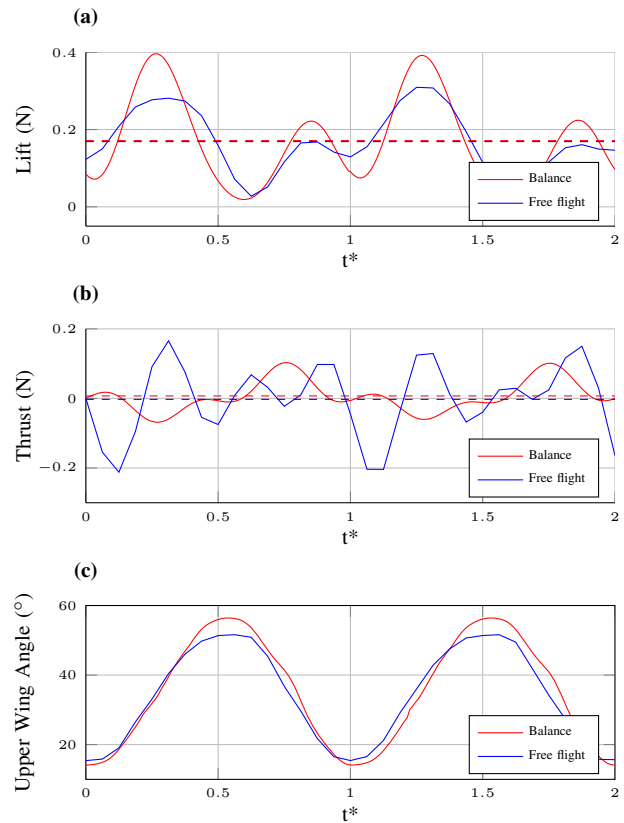 (a)
0.4
0.2
0
Lift (N)
Balance
Free flight
0 0.5 1 1.5 2
t*
(b)
0.2
0
−0.2
Thrust (N)
Balance
Free flight
0 0.5 1 1.5 2
t*
(c)
60
40
20
Upper Wing Angle (°)
Balance
Free flight
0 0.5 1 1.5 2
t*